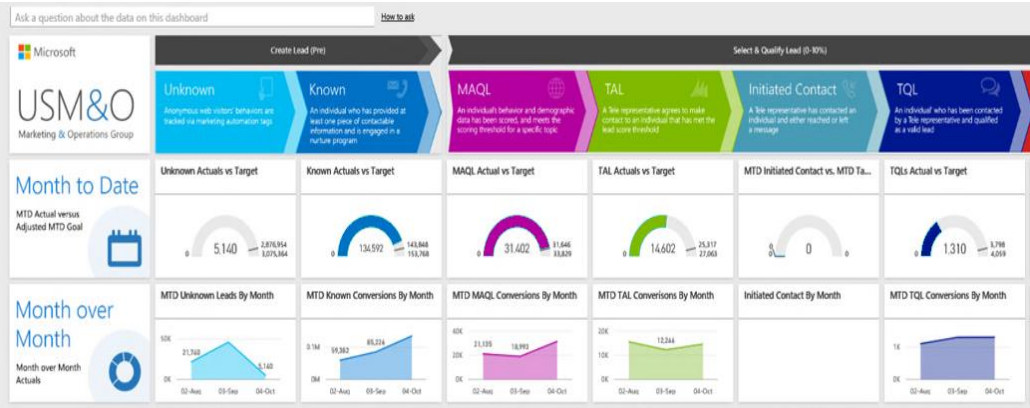 Ask a question about the data on this dashboard
How to ask
Microsoft
USM&O
Marketing & Operations Group
Create Lead (Pre)
Select & Qualify Lead (0-10%)
Unknown
Anonymous web visitors' behaviors are
tracked via marketing automation tags
Known
An individual who has provided at
least one piece of contactable
information and is engaged in a
nurture program
MAQL
An individual's behavior and demographic
data has been scored, and meets the
scoring threshold for a specific topic
TAL
A Tele representative agrees to make
contact to an individual that has met the
lead score threshold
Initiated Contact
A Tele representative has contacted an
individual and either reached or left
a message
TQL
An individual' who has been contacted
by a Tele representative and qualified
as a valid lead
Month to Date
MTD Actual versus
Adjusted MTD Goal
Unknown Actuals vs Target
0
5,140
2,876,954
3,075,364
Known Actuals vs Target
0
134,592
143,848
153,768
MAQL Actual vs Target
0
31,402
31,646
33,829
TAL Actuals vs Target
0
14,602
25,317
27,063
MTD Initiated Contact vs. MTD Ta...
0
0
0
0
TQLs Actual vs Target
0
1,310
3,798
4,059
Month over
Month
Month over Month
Actuals
MTD Unknown Leads By Month
50K
0K
21,740
5,140
02-Aug 03-Sep 04-Oct
MTD Known Conversions By Month
0.1M
0M
59,382
85,226
02-Aug 03-Sep 04-Oct
MTD MAQL Conversions By Month
40K
20K
0K
21,135
18,992
02-Aug 03-Sep 04-Oct
MTD TAL Converisons By Month
20K
10K
0K
12,246
02-Aug 03-Sep 04-Oct
Initiated Contact By Month
MTD TQL Conversions By Month
1K
0K
02-Aug 03-Sep 04-Oct